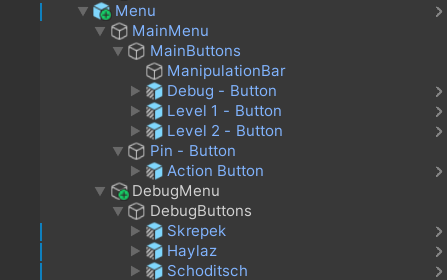 Menu
MainMenu
MainButtons
ManipulationBar
Debug - Button
Level 1 - Button
Level 2 - Button
Pin - Button
Action Button
DebugMenu
DebugButtons
Skrepek
Haylaz
Schoditsch